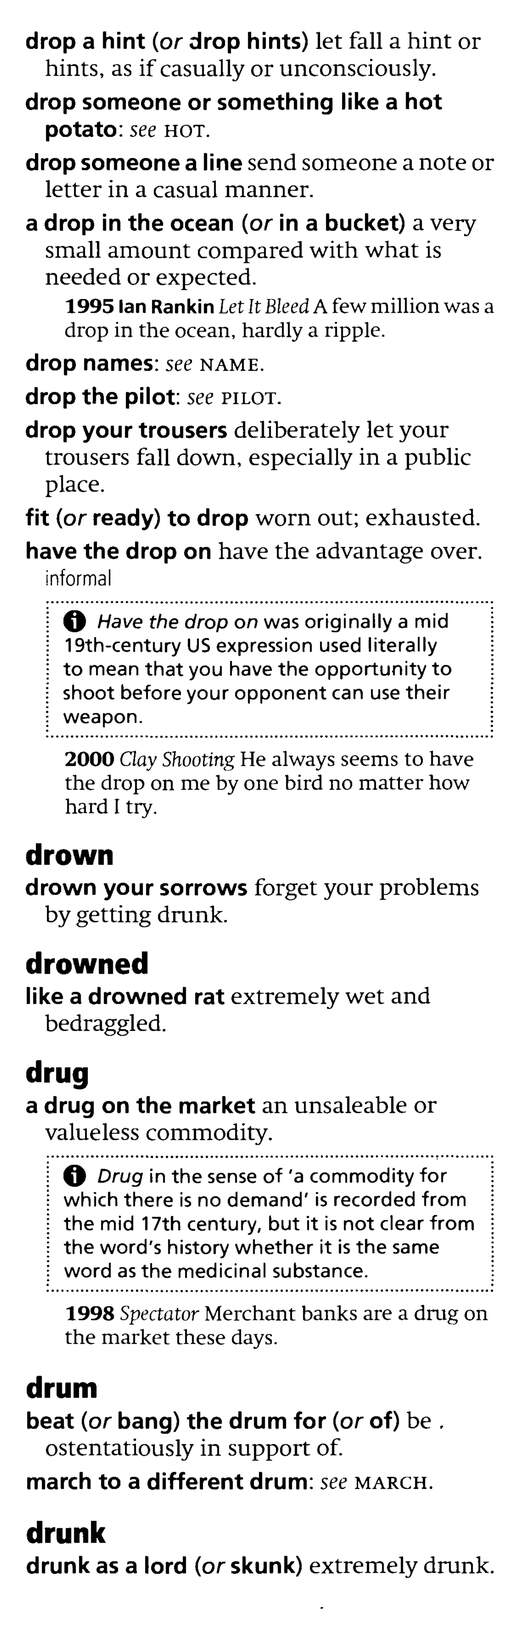 drop a hint (or drop hints) let fall a hint or
hints, as if casually or unconsciously.
drop someone or something like a hot
potato: see HOT.
drop someone a line send someone a note or
letter in a casual manner.
a drop in the ocean (or in a bucket) a very
small amount compared with what is
needed or expected.
1995 Ian Rankin Let It Bleed A few million was a
drop in the ocean, hardly a ripple.
drop names: see NAME.
drop the pilot: see PILOT.
drop your trousers deliberately let your
trousers fall down, especially in a public
place.
fit (or ready) to drop worn out; exhausted.
have the drop on have the advantage over.
informal
Have the drop on was originally a mid
19th-century US expression used literally
to mean that you have the opportunity to
shoot before your opponent can use their
weapon.
2000 Clay Shooting He always seems to have
the drop on me by one bird no matter how
hard I try.
drown
drown your sorrows forget your problems
by getting drunk.
drowned
like a drowned rat extremely wet and
bedraggled.
drug
a drug on the market an unsaleable or
valueless commodity.
Drug in the sense of 'a commodity for
which there is no demand' is recorded from
the mid 17th century, but it is not clear from
the word's history whether it is the same
word as the medicinal substance.
1998 Spectator Merchant banks are a drug on
the market these days.
drum
beat (or bang) the drum for (or of) be
ostentatiously in support of.
march to a different drum: see MARCH.
drunk
drunk as a lord (or skunk) extremely drunk.